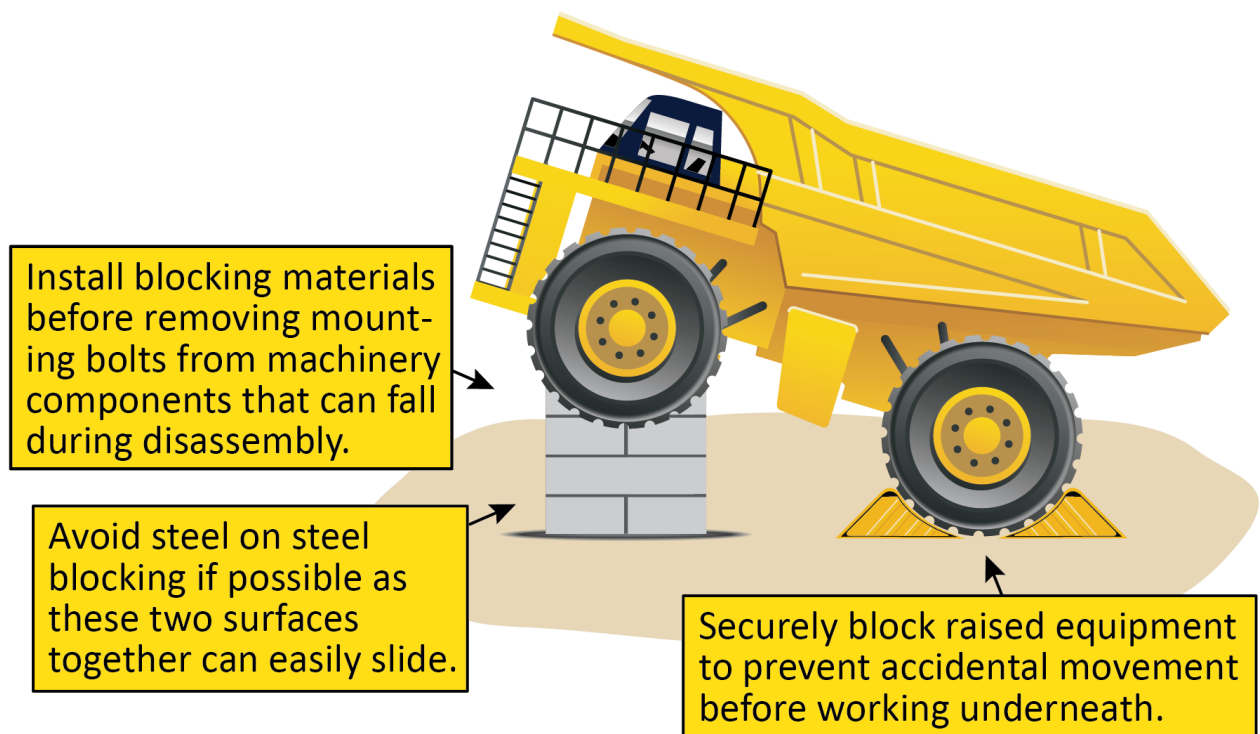 Install blocking materials
before removing mount-
ing bolts from machinery
components that can fall
during disassembly.
Avoid steel on steel
blocking if possible as
these two surfaces
together can easily slide.
Securely block raised equipment
to prevent accidental movement
before working underneath.